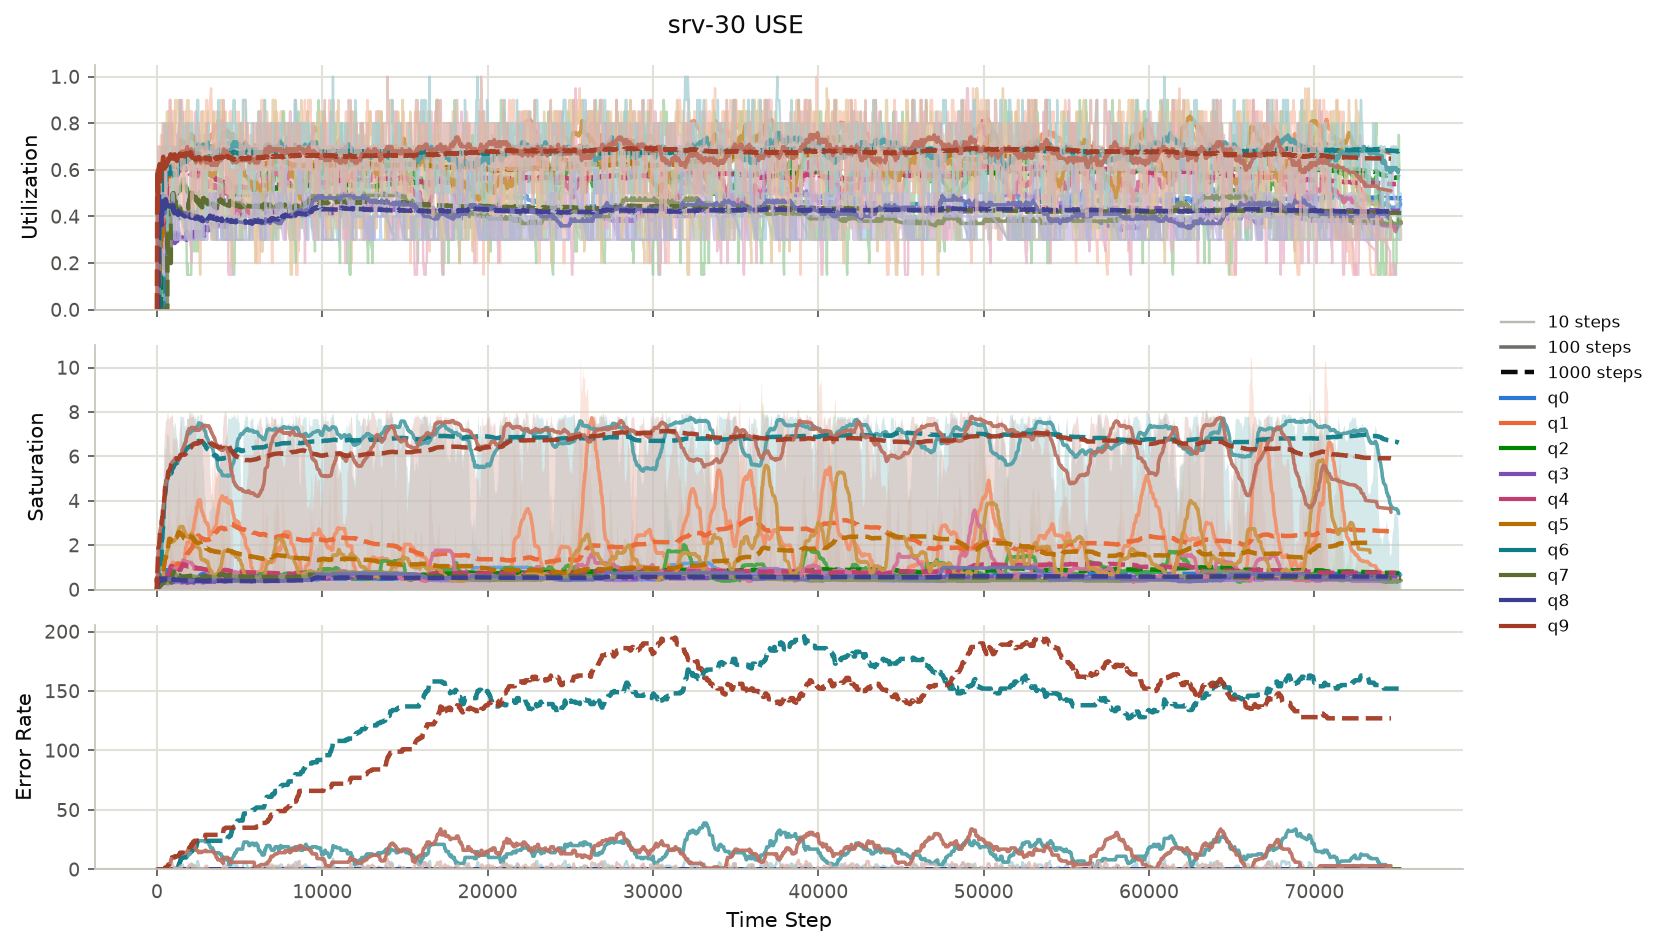 srv-30 USE
Utilization
1.0
0.8
0.6
0.4
0.2
0.0
Saturation
10
8
6
4
2
0
Error Rate
200
150
100
50
0
0 10000 20000 30000 40000 50000 60000 70000
Time Step
10 steps
100 steps
1000 steps
q0
q1
q2
q3
q4
q5
q6
q7
q8
q9